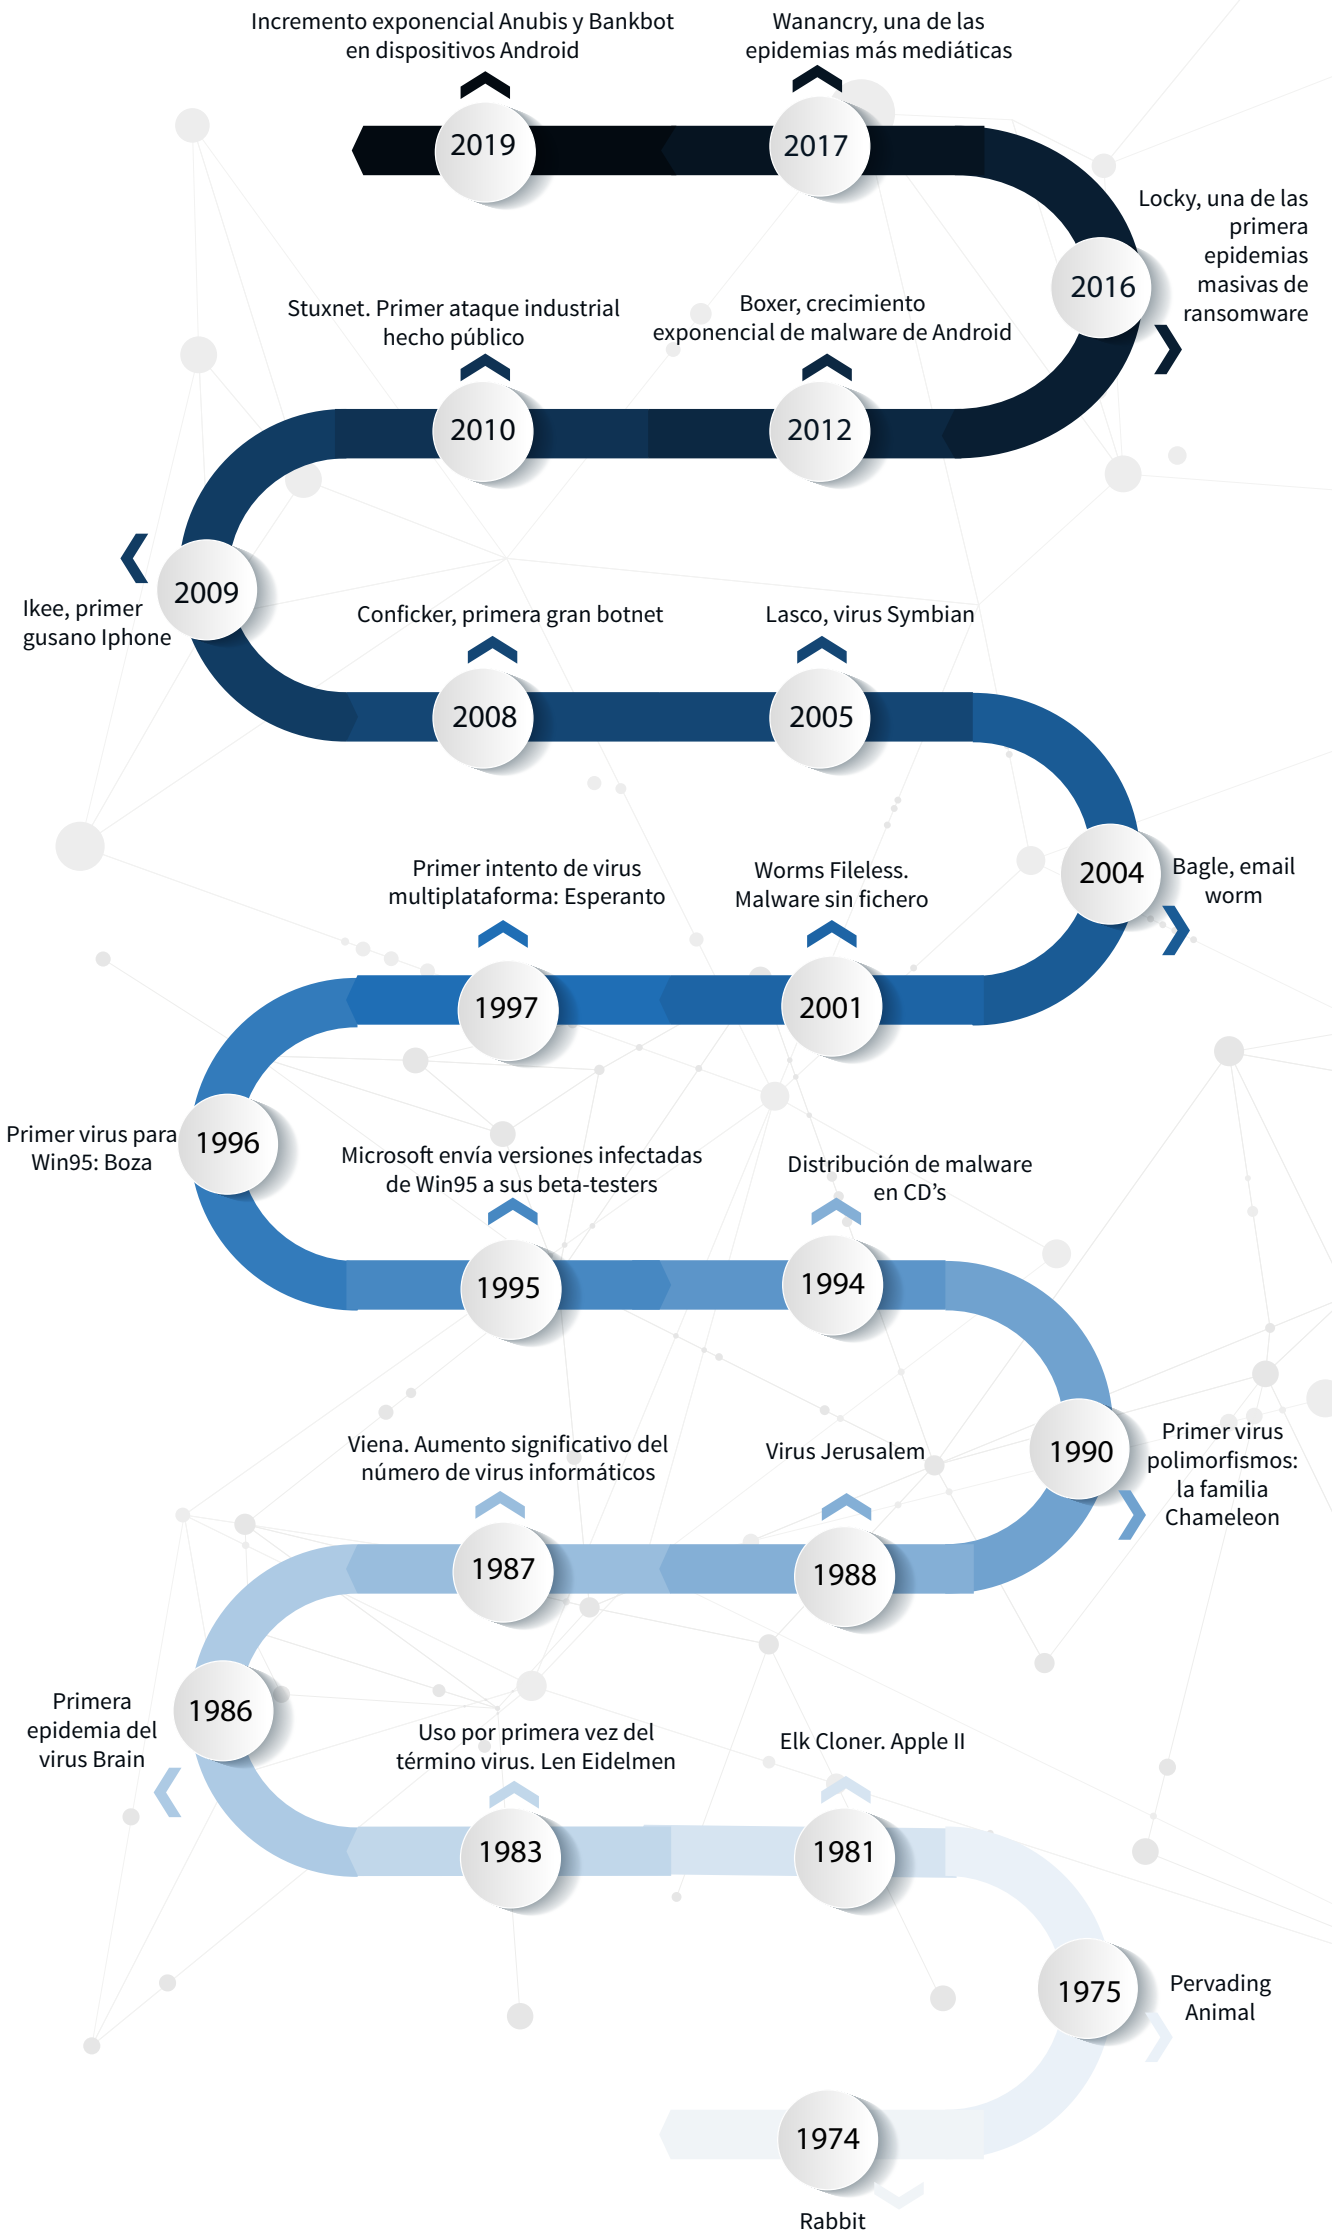 Incremento exponencial Anubis y Bankbot
en dispositivos Android
2019
Wanancry, una de las
epidemias más mediáticas
2017
Locky, una de las
primera
epidemias
masivas de
ransomware
2016
Stuxnet. Primer ataque industrial
hecho público
2010
Boxer, crecimiento
exponencial de malware de Android
2012
2009
Ikee, primer
gusano Iphone
Conficker, primera gran botnet
2008
Lasco, virus Symbian
2005
2004
Bagle, email
worm
Primer intento de virus
multiplataforma: Esperanto
1997
Worms Fileless.
Malware sin fichero
2001
Primer virus para
Win95: Boza
1996
Microsoft envía versiones infectadas
de Win95 a sus beta-testers
1995
Distribución de malware
en CD’s
1994
1990
Primer virus
polimorfismos:
la familia
Chameleon
Viena. Aumento significativo del
número de virus informáticos
1987
Virus Jerusalem
1988
Primera
epidemia del
virus Brain
1986
Uso por primera vez del
término virus. Len Eidelmen
1983
Elk Cloner. Apple II
1981
1975
Pervading
Animal
1974
Rabbit